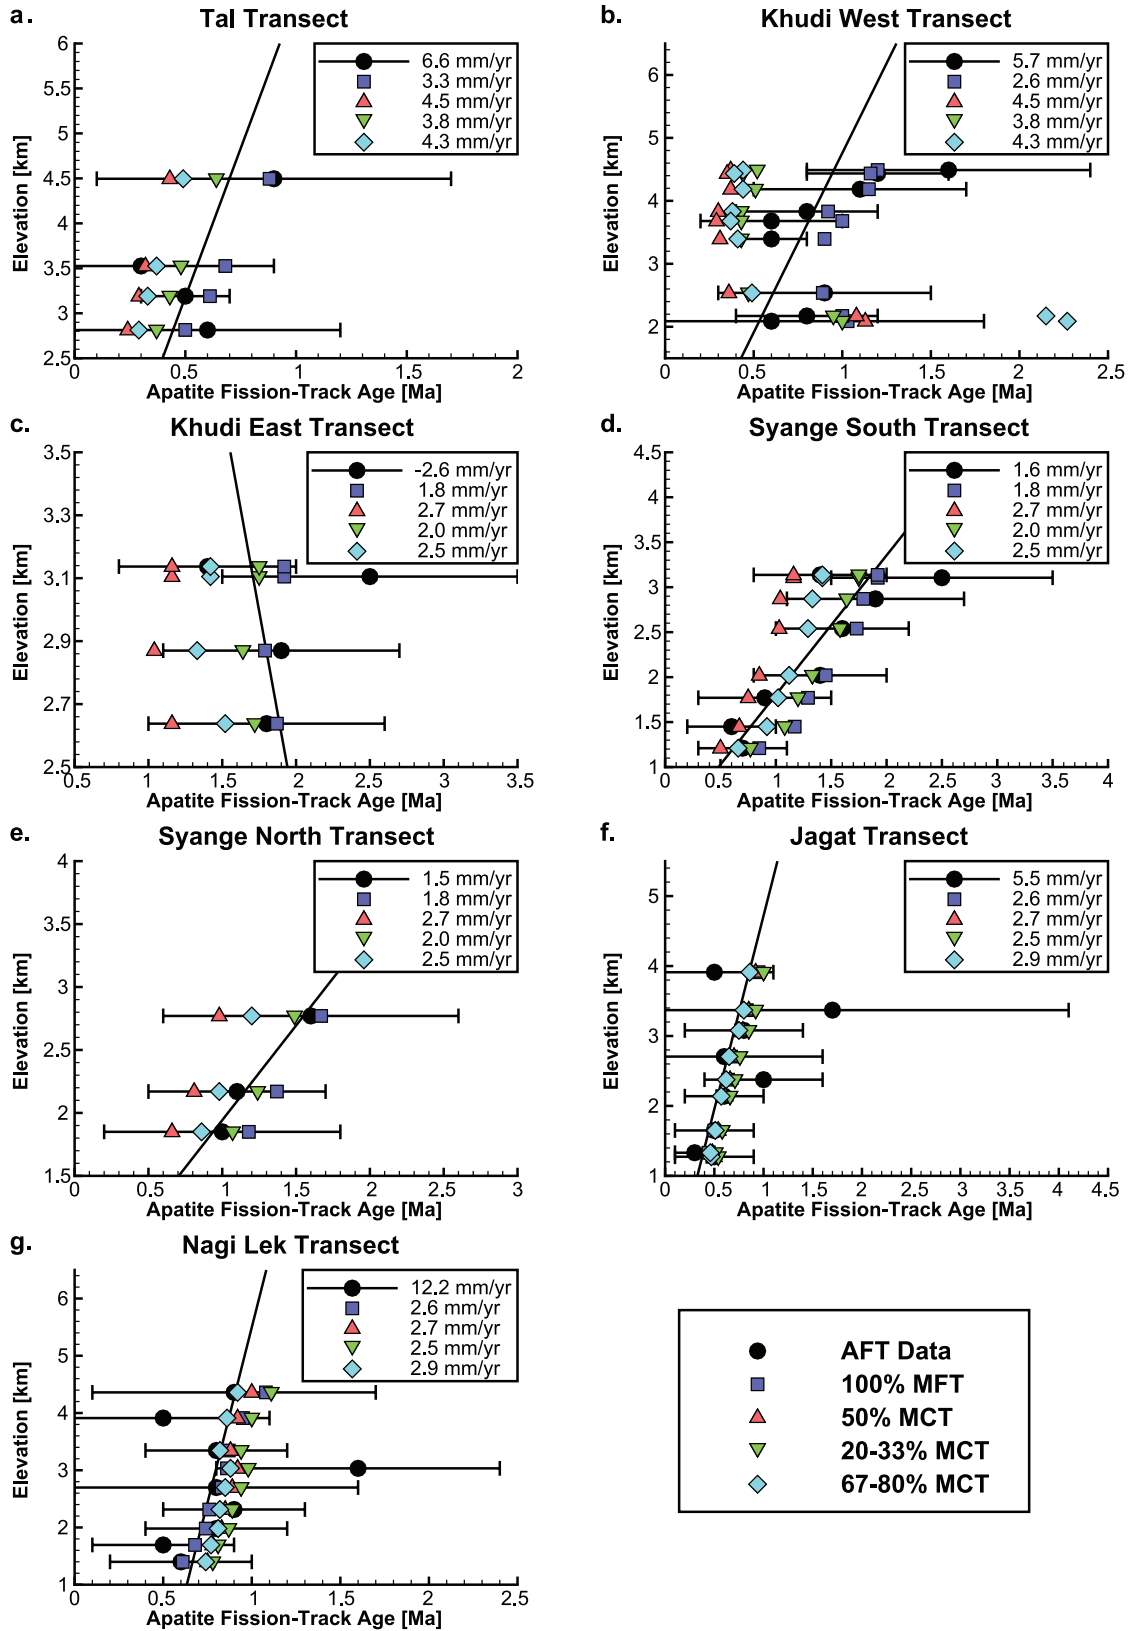 a. Tal Transect
6.6 mm/yr
3.3 mm/yr
4.5 mm/yr
3.8 mm/yr
4.3 mm/yr
6
5.5
5
4.5
4
3.5
3
2.5
Elevation [km]
0 0.5 1 1.5 2
Apatite Fission-Track Age [Ma]
b. Khudi West Transect
5.7 mm/yr
2.6 mm/yr
4.5 mm/yr
3.8 mm/yr
4.3 mm/yr
6
5
4
3
2
Elevation [km]
0 0.5 1 1.5 2 2.5
Apatite Fission-Track Age [Ma]
c. Khudi East Transect
-2.6 mm/yr
1.8 mm/yr
2.7 mm/yr
2.0 mm/yr
2.5 mm/yr
3.5
3.3
3.1
2.9
2.7
2.5
Elevation [km]
0.5 1 1.5 2 2.5 3 3.5
Apatite Fission-Track Age [Ma]
d. Syange South Transect
1.6 mm/yr
1.8 mm/yr
2.7 mm/yr
2.0 mm/yr
2.5 mm/yr
4.5
4
3.5
3
2.5
2
1.5
1
Elevation [km]
0 0.5 1 1.5 2 2.5 3 3.5 4
Apatite Fission-Track Age [Ma]
e. Syange North Transect
1.5 mm/yr
1.8 mm/yr
2.7 mm/yr
2.0 mm/yr
2.5 mm/yr
4
3.5
3
2.5
2
1.5
Elevation [km]
0 0.5 1 1.5 2 2.5 3
Apatite Fission-Track Age [Ma]
f. Jagat Transect
5.5 mm/yr
2.6 mm/yr
2.7 mm/yr
2.5 mm/yr
2.9 mm/yr
5
4
3
2
1
Elevation [km]
0 0.5 1 1.5 2 2.5 3 3.5 4 4.5
Apatite Fission-Track Age [Ma]
g. Nagi Lek Transect
12.2 mm/yr
2.6 mm/yr
2.7 mm/yr
2.5 mm/yr
2.9 mm/yr
6
5
4
3
2
1
Elevation [km]
0 0.5 1 1.5 2 2.5
Apatite Fission-Track Age [Ma]
AFT Data
100% MFT
50% MCT
20-33% MCT
67-80% MCT